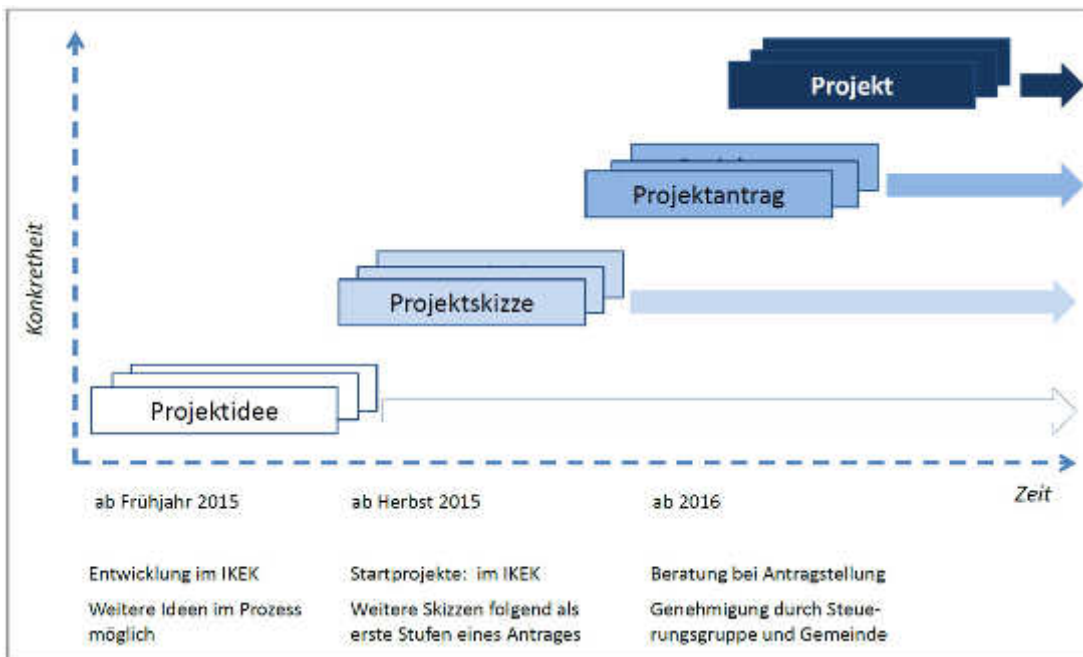 Projekt
Projektantrag
Konkretheit
Projektskizze
Projektidee
Zeit
ab Frühjahr 2015
ab Herbst 2015
ab 2016
Entwicklung im IKEK
Weitere Ideen im Prozess
möglich
Startprojekte: im IKEK
Weitere Skizzen folgend als
erste Stufen eines Antrages
Beratung bei Antragstellung
Genehmigung durch Steue-
rungsgruppe und Gemeinde